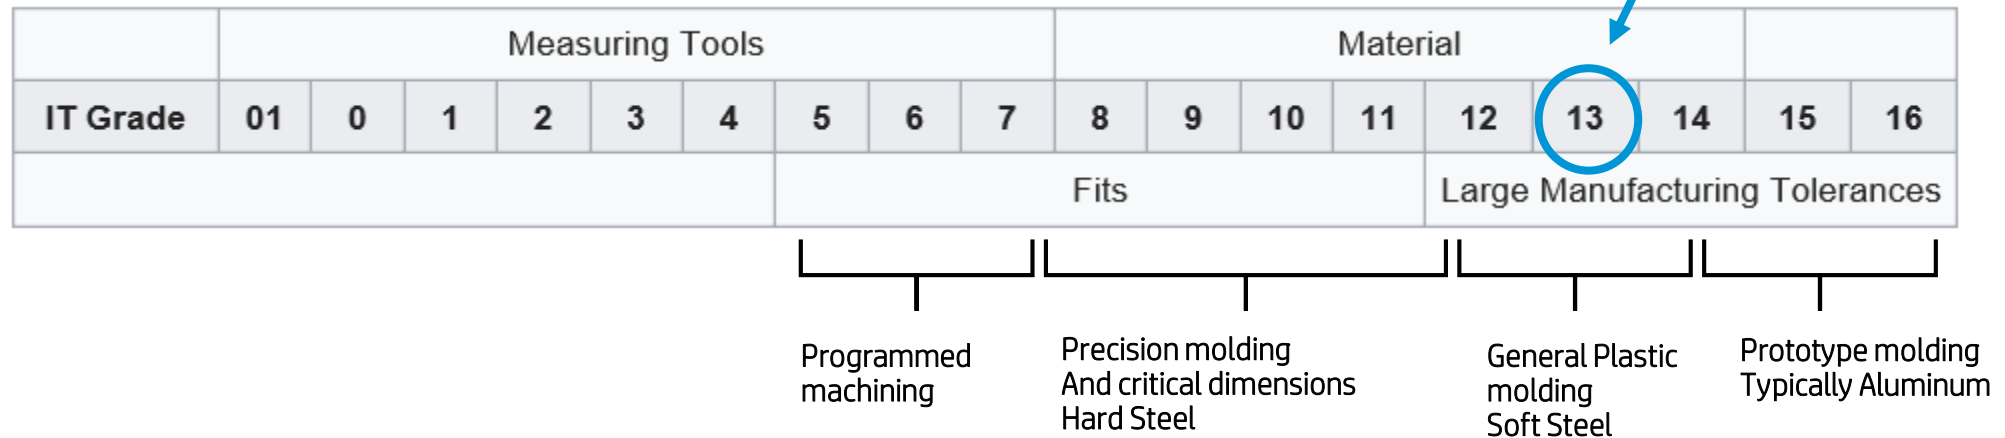 Measuring Tools Material
IT Grade 01 0 1 2 3 4 5 6 7 8 9 10 11 12 13 14 15 16
Fits Large Manufacturing Tolerances
Programmed
machining
Precision molding
And critical dimensions
Hard Steel
General Plastic
molding
Soft Steel
Prototype molding
Typically Aluminum